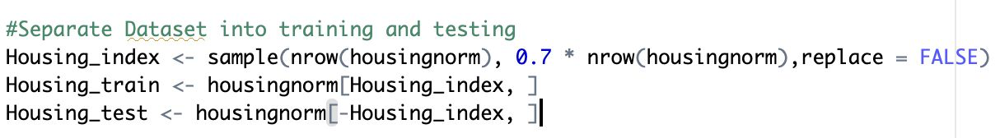 #Separate Dataset into training and testing
Housing_index <- sample(nrow(housingnorm), 0.7 * nrow(housingnorm),replace = FALSE)
Housing_train <- housingnorm[Housing_index, ]
Housing_test <- housingnorm[-Housing_index, ]